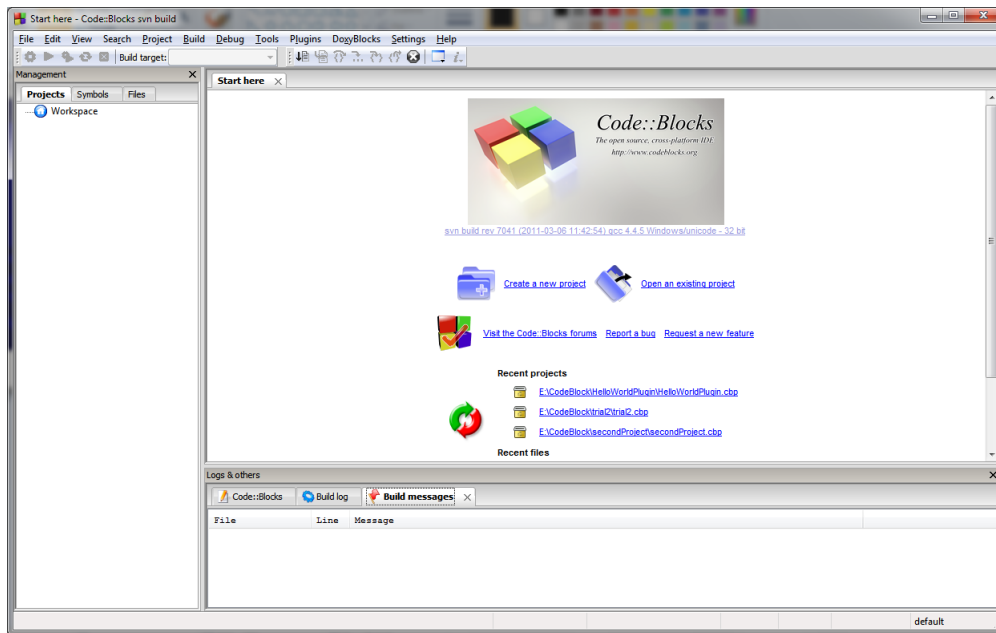 Start here - Code::Blocks svn build
File Edit View Search Project Build Debug Tools Plugins DoxyBlocks Settings Help
Build target:
Management
Projects Symbols Files
Workspace
Start here
Code::Blocks
The open source, cross-platform IDE
http://www.codeblocks.org
svn build rev 7041 (2011-03-06 11:42:54) gcc 4.4.5 Windows/unicode - 32 bit
Create a new project Open an existing project
Visit the Code::Blocks forums Report a bug Request a new feature
Recent projects
E:\CodeBlock\HelloWorldPlugin\HelloWorldPlugin.cbp
E:\CodeBlock\trial2\trial2.cbp
E:\CodeBlock\secondProject\secondProject.cbp
Recent files
Logs & others
Code::Blocks Build log Build messages
File Line Message
default